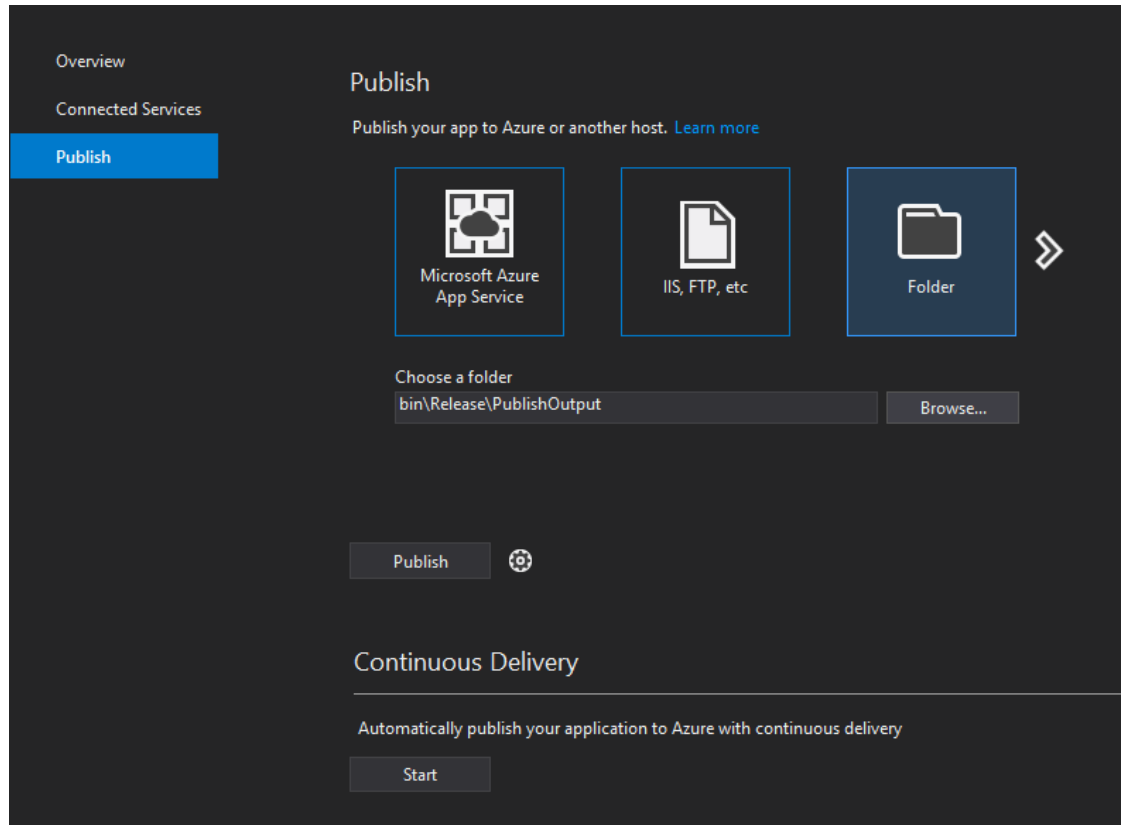 Overview
Connected Services
Publish
Publish
Publish your app to Azure or another host. Learn more
Microsoft Azure
App Service
IIS, FTP, etc
Folder
Choose a folder
bin\Release\PublishOutput
Browse...
Publish
Continuous Delivery
Automatically publish your application to Azure with continuous delivery
Start